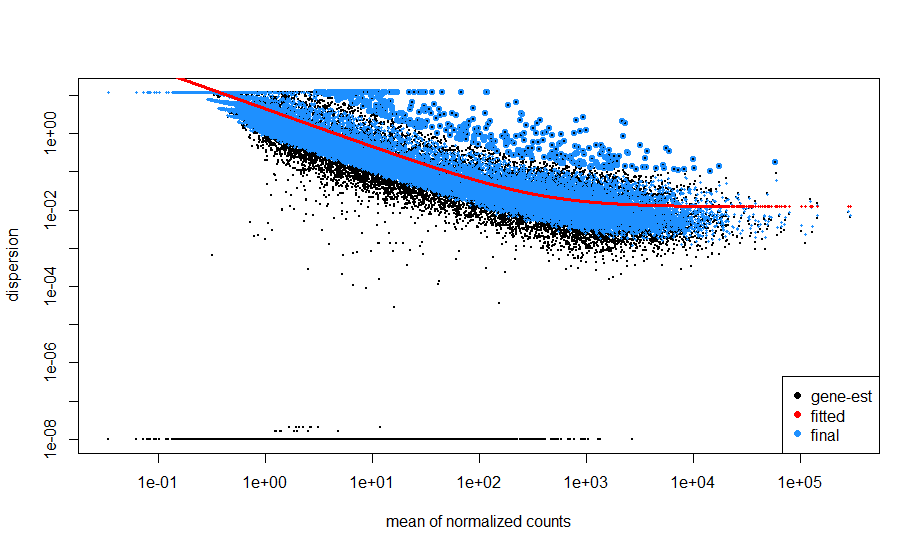 dispersion
1e+00
1e-02
1e-04
1e-06
1e-08
gene-est
fitted
final
1e-01 1e+00 1e+01 1e+02 1e+03 1e+04 1e+05
mean of normalized counts